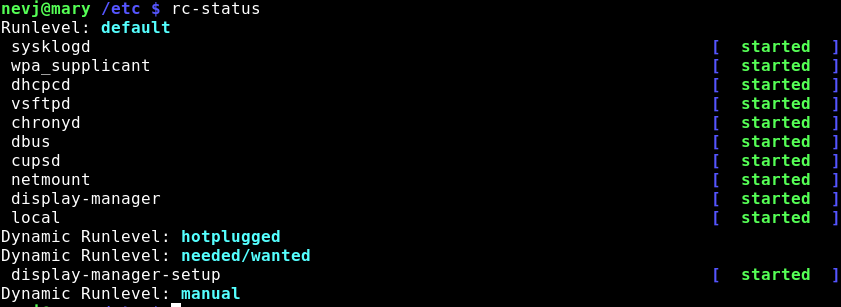 nevj@mary /etc $ rc-status
Runlevel: default
sysklogd [ started ]
wpa_supplicant [ started ]
dhcpcd [ started ]
vsftpd [ started ]
chronyd [ started ]
dbus [ started ]
cupsd [ started ]
netmount [ started ]
display-manager [ started ]
local [ started ]
Dynamic Runlevel: hotplugged
Dynamic Runlevel: needed/wanted
display-manager-setup [ started ]
Dynamic Runlevel: manual